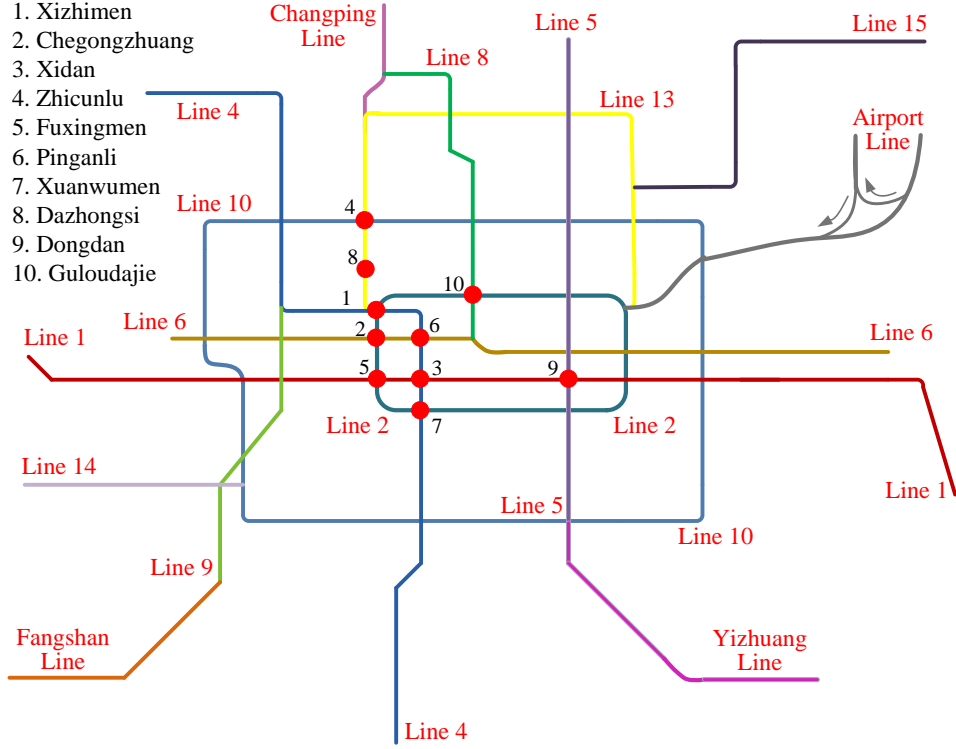 1. Xizhimen
2. Chegongzhuang
3. Xidan
4. Zhicunlu
5. Fuxingmen
6. Pinganli
7. Xuanwumen
8. Dazhongsi
9. Dongdan
10. Guloudajie
Changping
Line
Line 5
Line 15
Line 8
Line 4
Line 13
Airport
Line
Line 10
4
8
10
1
Line 6
6
2
Line 6
Line 1
5
3
9
Line 2
7
Line 2
Line 14
Line 1
Line 5
Line 10
Line 9
Fangshan
Line
Yizhuang
Line
Line 4